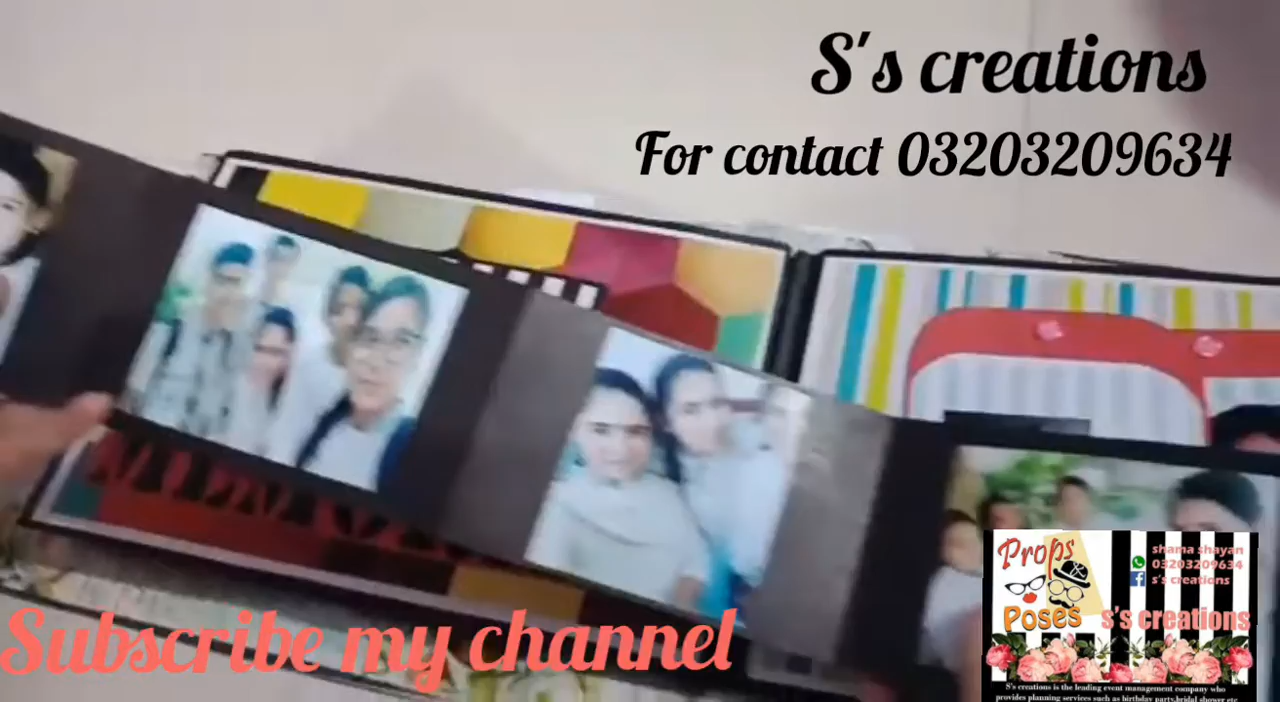 S's creations
For contact 03203209634
Subscribe my channel
Props
Poses
shama shayan
03203209634
s's creations
s's creations
S's creations is the leading event management company who
provides planning services such as birthday party,bridal shower etc